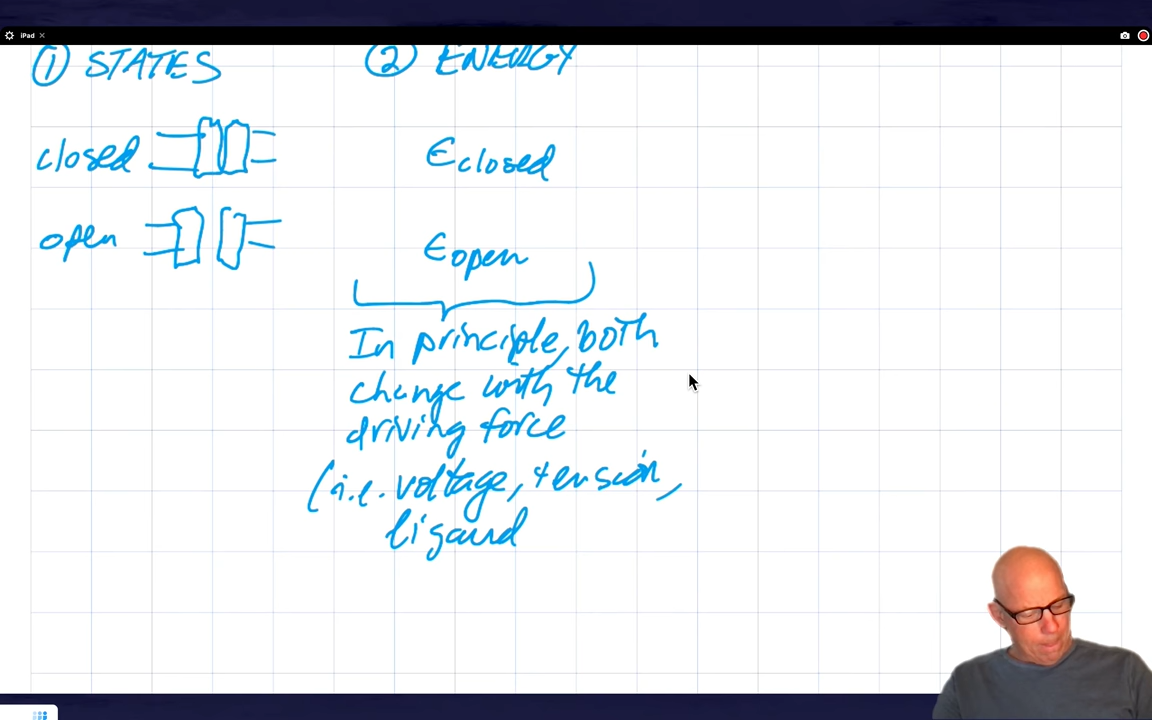 iPad
① STATES ② ENERGY
closed ϵclosed
open ϵopen
In principle, both
change with the
driving force
(i.e. voltage, tension,
ligand